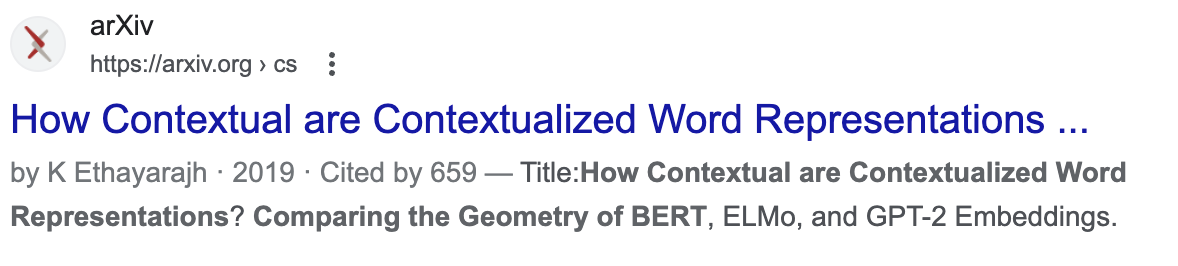 arXiv
https://arxiv.org › cs
How Contextual are Contextualized Word Representations ...
by K Ethayarajh · 2019 · Cited by 659 — Title:How Contextual are Contextualized Word
Representations? Comparing the Geometry of BERT, ELMo, and GPT-2 Embeddings.